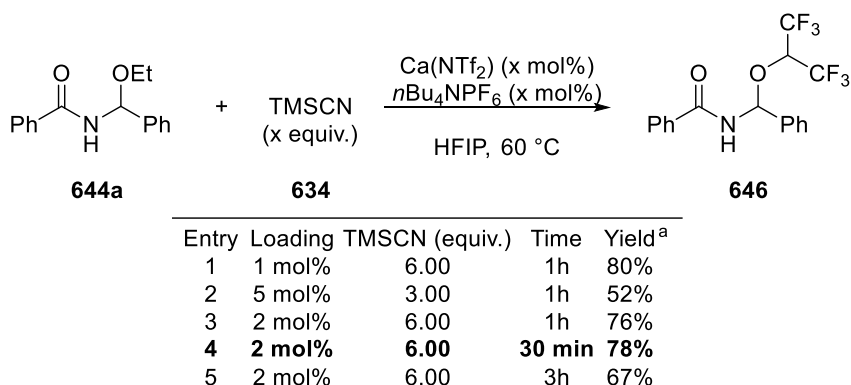 CF3
CF3
O
OEt
Ph
N
H
Ph
644a
+
TMSCN
(x equiv.)
634
Ca(NTf2) (x mol%)
nBu4NPF6 (x mol%)
HFIP, 60 °C
O
O
Ph
N
H
Ph
646
Entry Loading TMSCN (equiv.) Time Yield a
1 1 mol% 6.00 1h 80%
2 5 mol% 3.00 1h 52%
3 2 mol% 6.00 1h 76%
4 2 mol% 6.00 30 min 78%
5 2 mol% 6.00 3h 67%